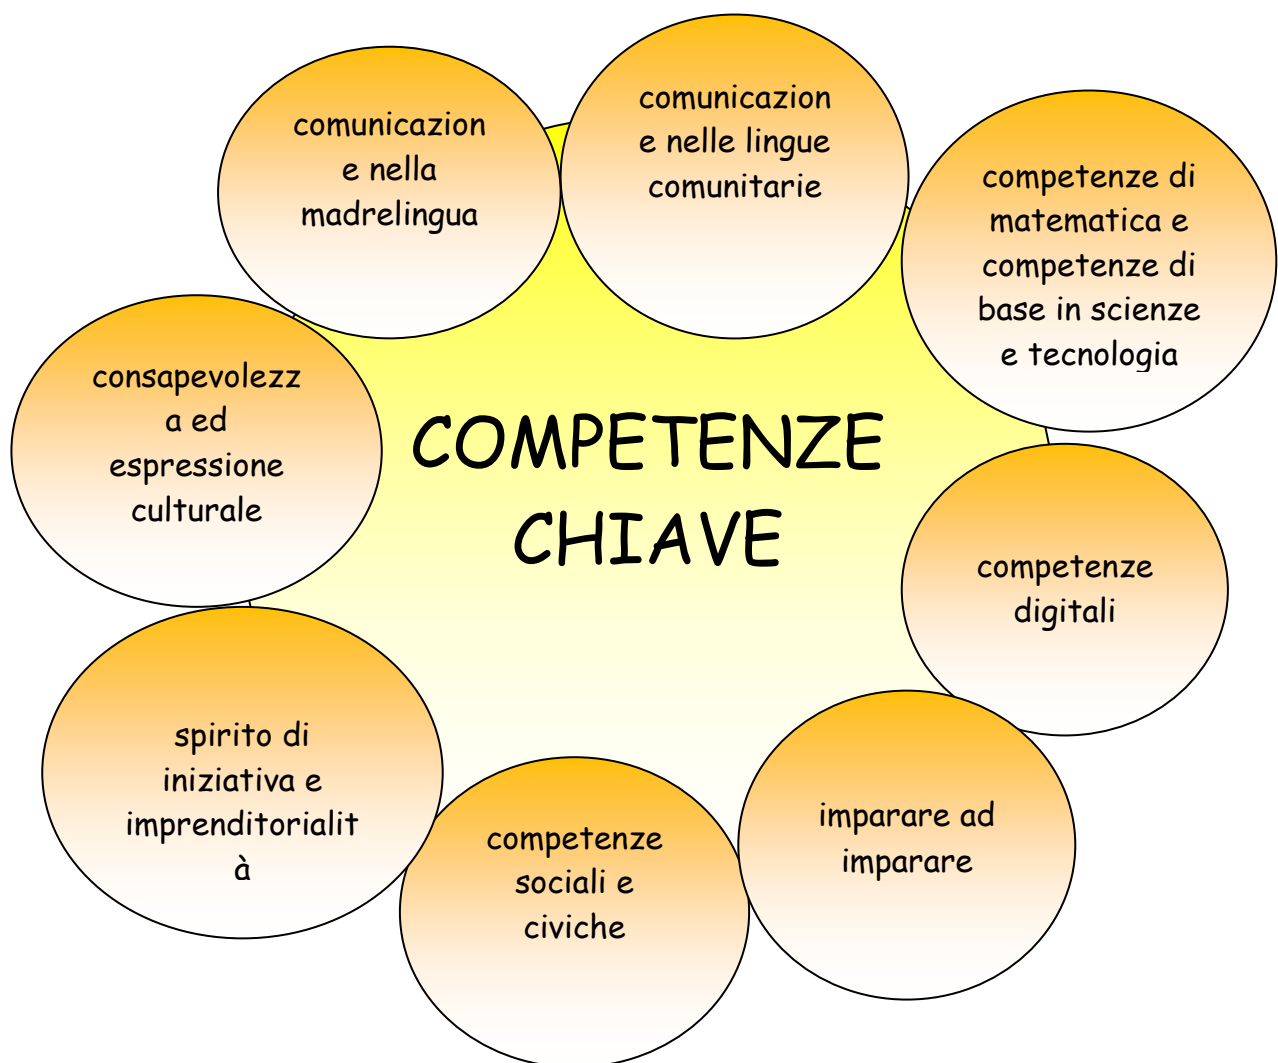 comunicazion
e nella
madrelingua
comunicazion
e nelle lingue
comunitarie
competenze di
matematica e
competenze di
base in scienze
e tecnologia
consapevolezz
a ed
espressione
culturale
COMPETENZE
CHIAVE
competenze
digitali
spirito di
iniziativa e
imprenditorialit
à
competenze
sociali e
civiche
imparare ad
imparare